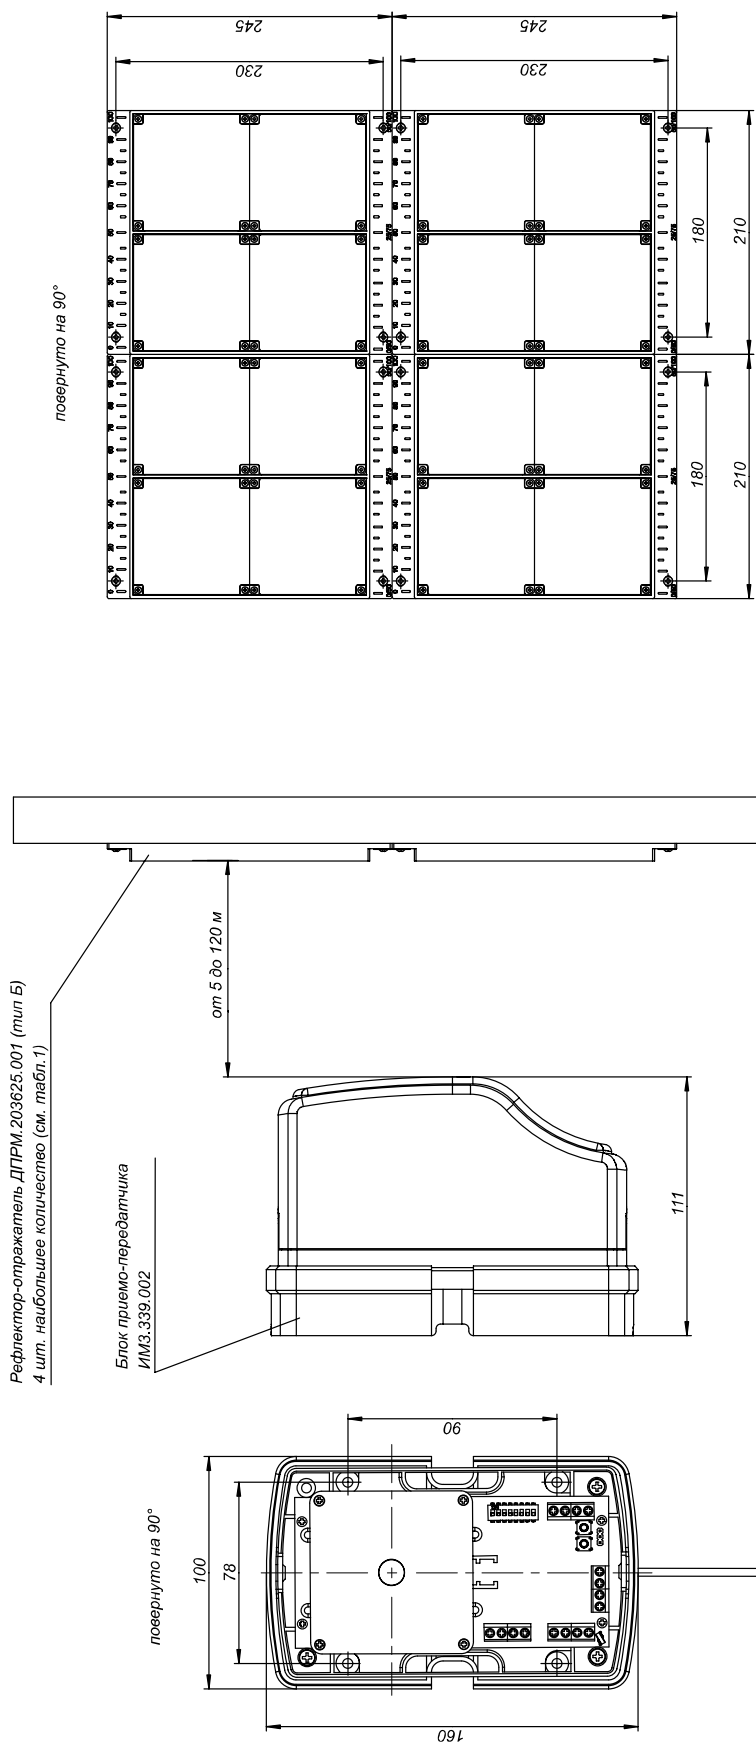 245
245
230
230
повернуто на 90°
180
210
180
210
Рефлектор-отражатель ДПРМ.203625.001 (тип Б)
4 шт. наибольшее количество (см. табл.1)
от 5 до 120 м
Блок приемо-передатчика
ИМЗ.339.002
111
повернуто на 90°
100
78
90
160